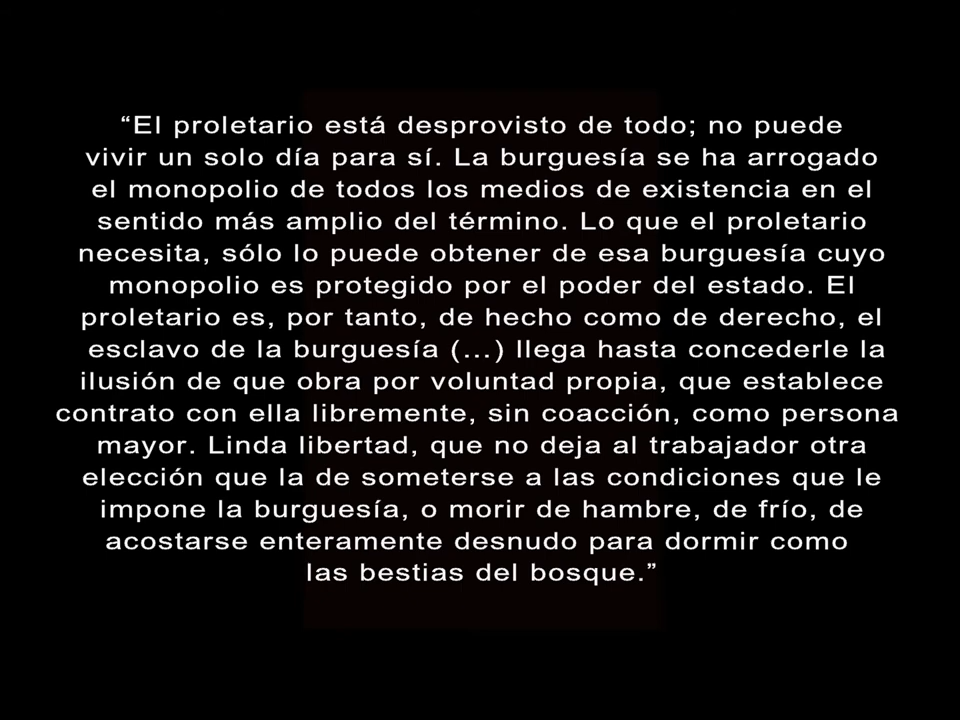 “El proletario está desprovisto de todo; no puede
vivir un solo día para sí. La burguesía se ha arrogado
el monopolio de todos los medios de existencia en el
sentido más amplio del término. Lo que el proletario
necesita, sólo lo puede obtener de esa burguesía cuyo
monopolio es protegido por el poder del estado. El
proletario es, por tanto, de hecho como de derecho, el
esclavo de la burguesía (...) llega hasta concederle la
ilusión de que obra por voluntad propia, que establece
contrato con ella libremente, sin coacción, como persona
mayor. Linda libertad, que no deja al trabajador otra
elección que la de someterse a las condiciones que le
impone la burguesía, o morir de hambre, de frío, de
acostarse enteramente desnudo para dormir como
las bestias del bosque.”